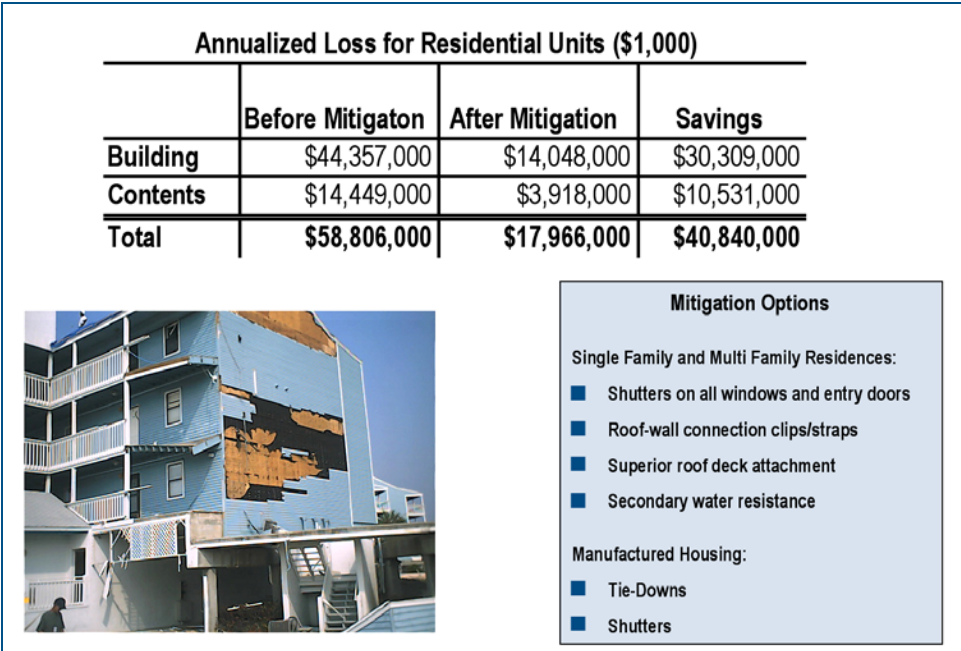 Annualized Loss for Residential Units ($1,000)
Before Mitigaton After Mitigation Savings
Building $44,357,000 $14,048,000 $30,309,000
Contents $14,449,000 $3,918,000 $10,531,000
Total $58,806,000 $17,966,000 $40,840,000
Mitigation Options
Single Family and Multi Family Residences:
Shutters on all windows and entry doors
Roof-wall connection clips/straps
Superior roof deck attachment
Secondary water resistance
Manufactured Housing:
Tie-Downs
Shutters